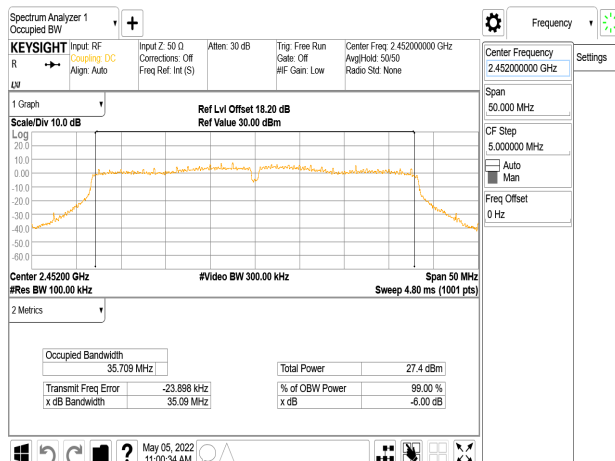 Spectrum Analyzer 1
Occupied BW
Frequency
KEYSIGHT
R
LXI
Input: RF
Coupling: DC
Align: Auto
Input Z: 50 Ω
Corrections: Off
Freq Ref: Int (S)
Atten: 30 dB
Trig: Free Run
Gate: Off
#IF Gain: Low
Center Freq: 2.452000000 GHz
Avg|Hold: 50/50
Radio Std: None
Center Frequency
2.452000000 GHz
Settings
Span
50.000 MHz
CF Step
5.000000 MHz
Auto
Man
Freq Offset
0 Hz
1 Graph
Ref Lvl Offset 18.20 dB
Scale/Div 10.0 dB
Ref Value 30.00 dBm
Log
20.0
10.0
0.00
-10.0
-20.0
-30.0
-40.0
-50.0
-60.0
Center 2.45200 GHz
#Video BW 300.00 kHz
Span 50 MHz
#Res BW 100.00 kHz
Sweep 4.80 ms (1001 pts)
2 Metrics
Occupied Bandwidth
35.709 MHz
Total Power
27.4 dBm
Transmit Freq Error
-23.898 kHz
% of OBW Power
99.00 %
x dB Bandwidth
35.09 MHz
x dB
-6.00 dB
?
May 05, 2022
11:00:34 AM